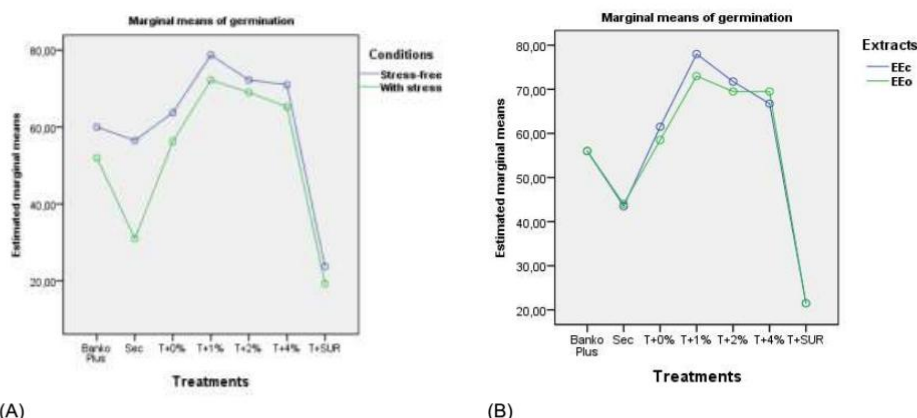 Marginal means of germination
Estimated marginal means
80,00
60,00
40,00
20,00
Banko Plus
Sec
T+0%
T+1%
T+2%
T+4%
T+SUR
Treatments
Conditions
Stress-free
With stress
(A)
Marginal means of germination
Estimated marginal means
80,00
70,00
60,00
50,00
40,00
30,00
20,00
Banko
Plus
Sec
T+0%
T+1%
T+2%
T+4%
T+SUR
Treatments
Extracts
EEc
EEo
(B)